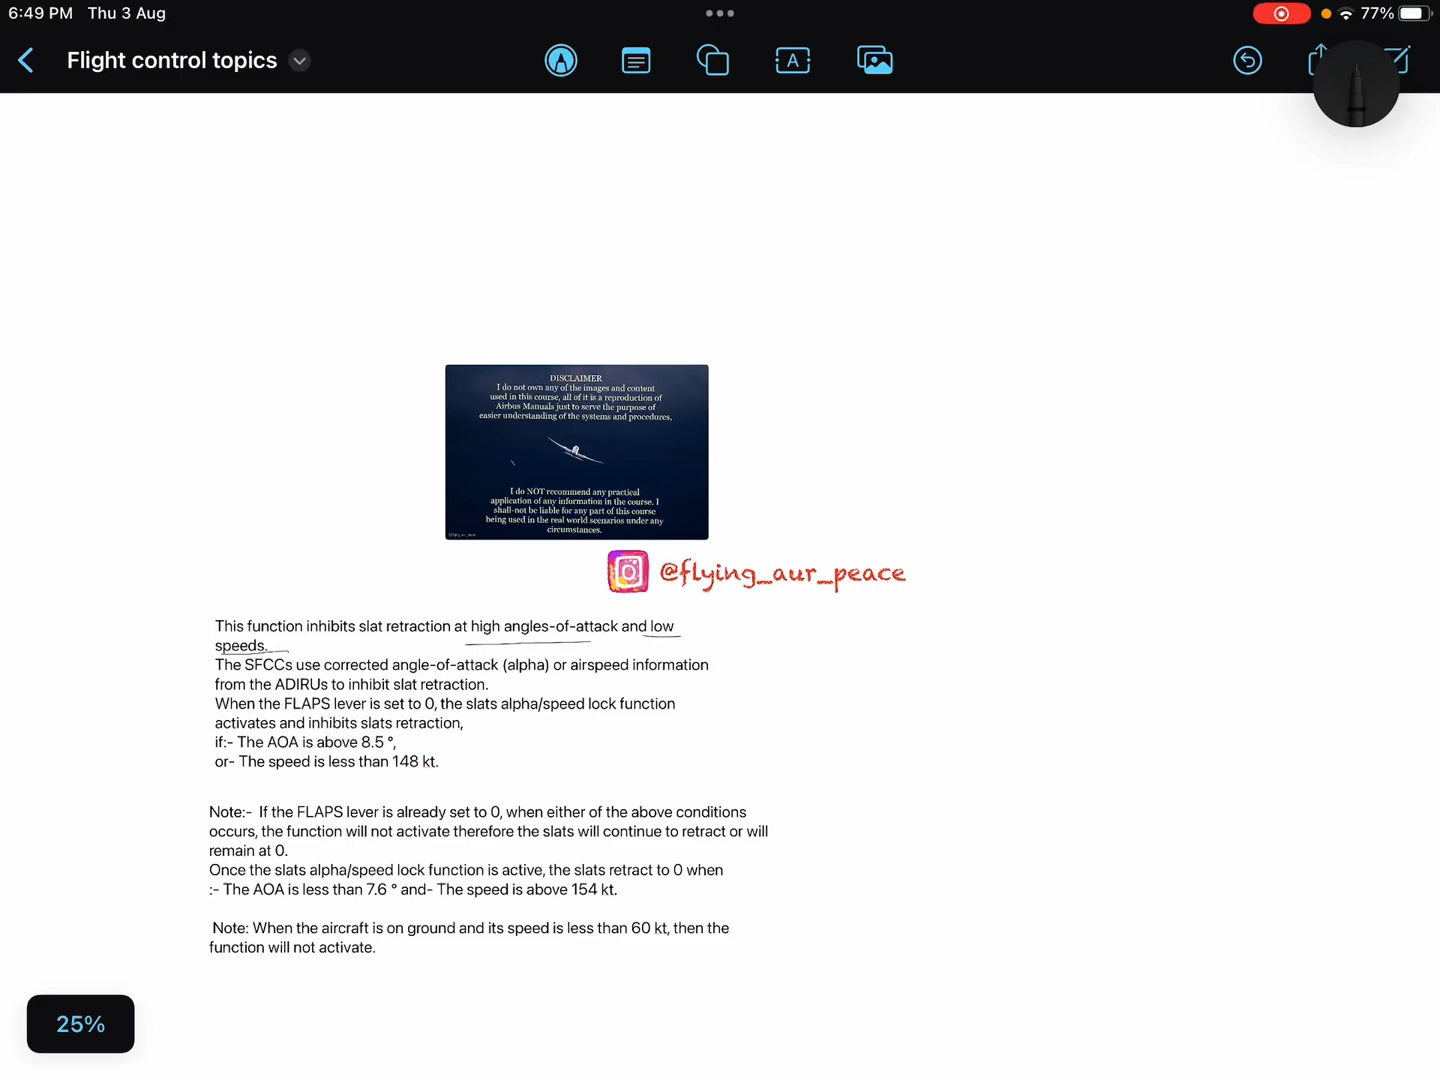 6:49 PM Thu 3 Aug
77%
Flight control topics
A
DISCLAIMER
I do not own any of the images and content
used in this course, all of it is a reproduction of
Airbus Manuals just to serve the purpose of
easier understanding of the systems and procedures,
I do NOT recommend any practical
application of any information in the course. I
shall-not be liable for any part of this course
being used in the real world scenarios under any
circumstances.
@flying_aur_peace
This function inhibits slat retraction at high angles-of-attack and low
speeds.
The SFCCs use corrected angle-of-attack (alpha) or airspeed information
from the ADIRUs to inhibit slat retraction.
When the FLAPS lever is set to 0, the slats alpha/speed lock function
activates and inhibits slats retraction,
if:- The AOA is above 8.5 °,
or- The speed is less than 148 kt.
Note:- If the FLAPS lever is already set to 0, when either of the above conditions
occurs, the function will not activate therefore the slats will continue to retract or will
remain at 0.
Once the slats alpha/speed lock function is active, the slats retract to 0 when
:- The AOA is less than 7.6 ° and- The speed is above 154 kt.
Note: When the aircraft is on ground and its speed is less than 60 kt, then the
function will not activate.
25%